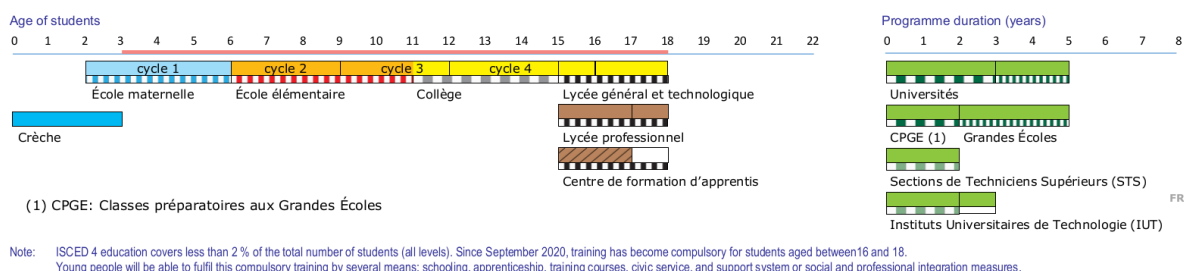 Age of students
Programme duration (years)
0 1 2 3 4 5 6 7 8 9 10 11 12 13 14 15 16 17 18 19 20 21 22
0 1 2 3 4 5 6 7 8
cycle 1 cycle 2 cycle 3 cycle 4
École maternelle École élémentaire Collège Lycée général et technologique
Universités
Crèche
Lycée professionnel
CPGE (1) Grandes Écoles
Centre de formation d’apprentis
Sections de Techniciens Supérieurs (STS)
(1) CPGE: Classes préparatoires aux Grandes Écoles
FR
Instituts Universitaires de Technologie (IUT)
Note: ISCED 4 education covers less than 2 % of the total number of students (all levels). Since September 2020, training has become compulsory for students aged between16 and 18.
Young people will be able to fulfil this compulsory training by several means: schooling, apprenticeship, training courses, civic service, and support system or social and professional integration measures.